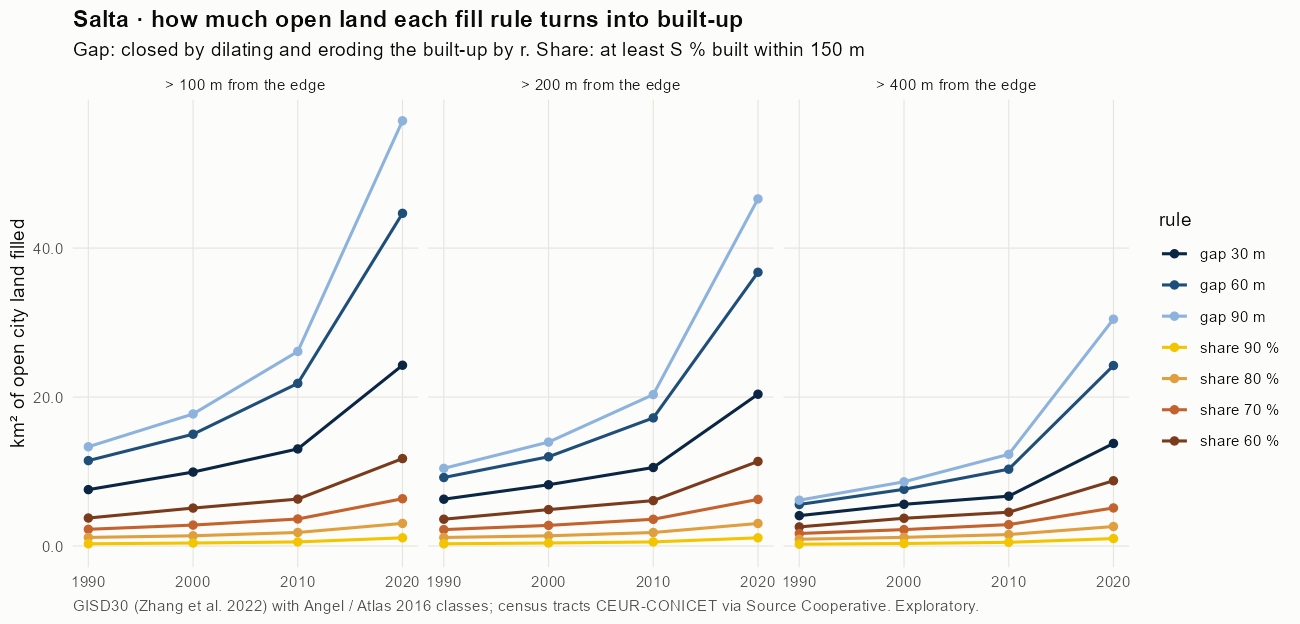 Salta · how much open land each fill rule turns into built-up
Gap: closed by dilating and eroding the built-up by r. Share: at least S % built within 150 m
> 100 m from the edge
> 200 m from the edge
> 400 m from the edge
km² of open city land filled
40.0
20.0
0.0
1990 2000 2010 2020
1990 2000 2010 2020
1990 2000 2010 2020
rule
gap 30 m
gap 60 m
gap 90 m
share 90 %
share 80 %
share 70 %
share 60 %
GISD30 (Zhang et al. 2022) with Angel / Atlas 2016 classes; census tracts CEUR-CONICET via Source Cooperative. Exploratory.